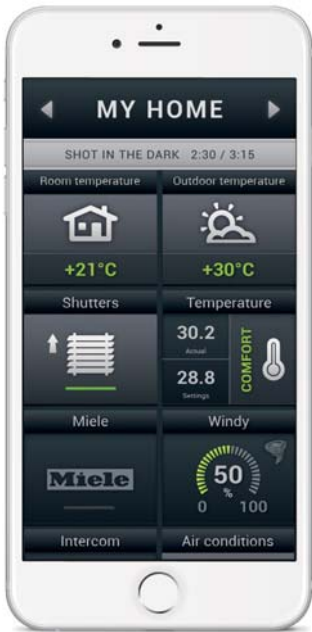 MY HOME
SHOT IN THE DARK 2:30 / 3:15
Room temperature
Outdoor temperature
+21°C
+30°C
Shutters
Temperature
30.2
Actual
28.8
Settings
COMFORT
Miele
Windy
Miele
50
%
0 100
Intercom
Air conditions